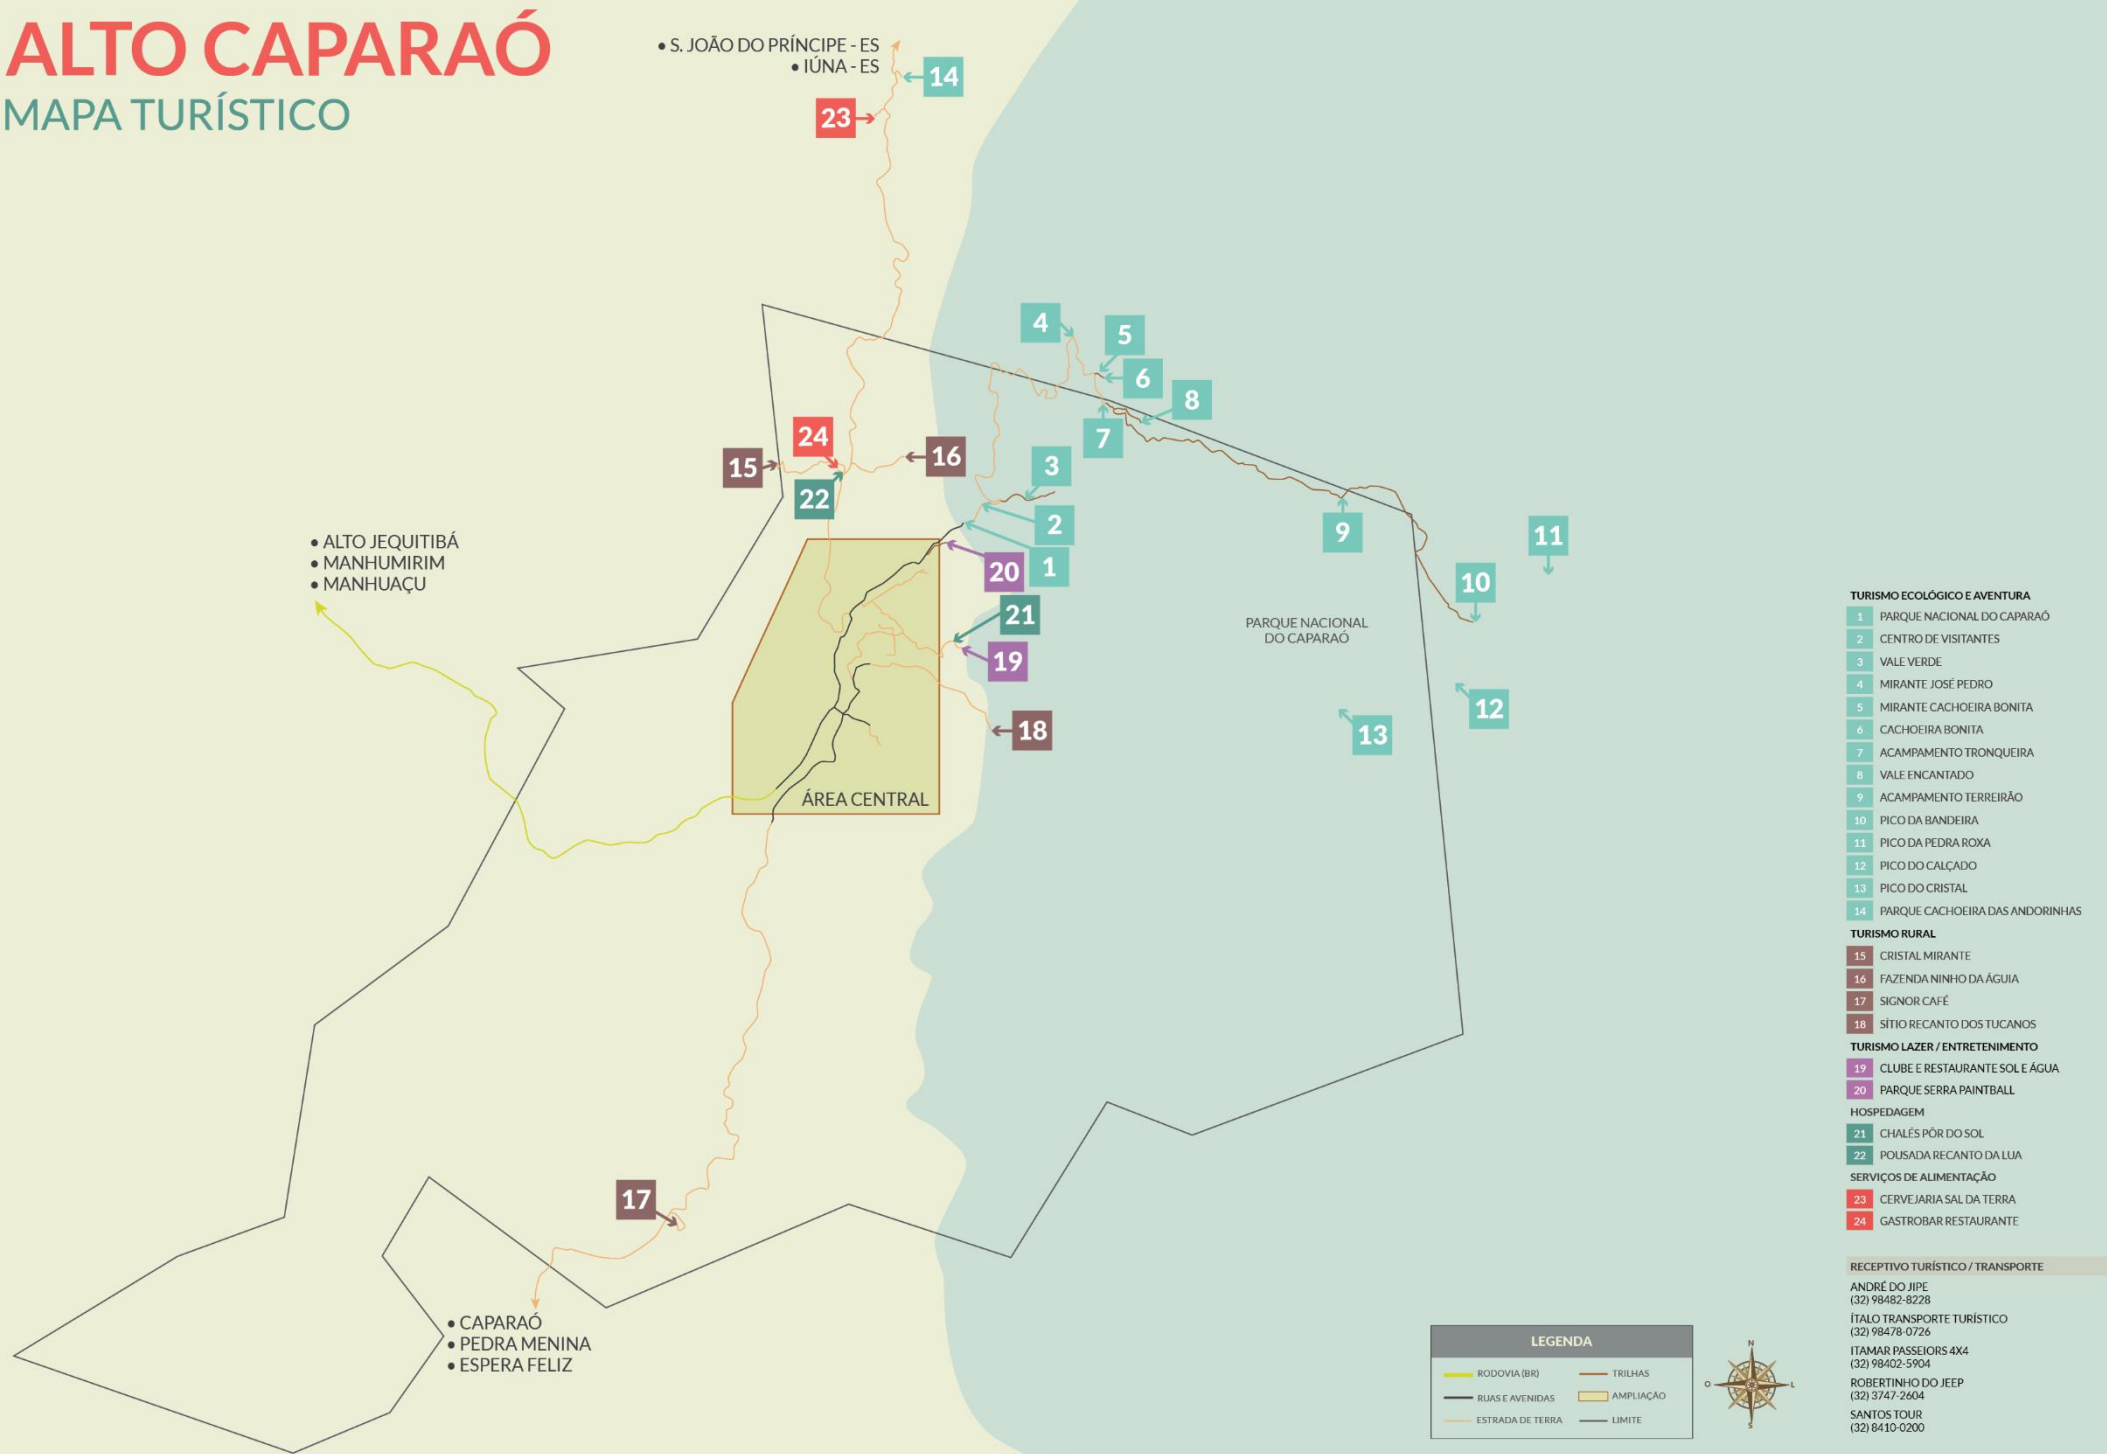 ALTO CAPARAÓ
MAPA TURÍSTICO
• S. JOÃO DO PRÍNCIPE - ES
• IÚNA - ES
14
23
4
5
6
8
7
24
16
15
3
22
2
9
11
• ALTO JEQUITIBÁ
• MANHUMIRIM
• MANHUAÇU
20
1
10
21
PARQUE NACIONAL
DO CAPARAÓ
19
12
18
13
ÁREA CENTRAL
17
• CAPARAÓ
• PEDRA MENINA
• ESPERA FELIZ
TURISMO ECOLÓGICO E AVENTURA
1 PARQUE NACIONAL DO CAPARAÓ
2 CENTRO DE VISITANTES
3 VALE VERDE
4 MIRANTE JOSÉ PEDRO
5 MIRANTE CACHOEIRA BONITA
6 CACHOEIRA BONITA
7 ACAMPAMENTO TRONQUEIRA
8 VALE ENCANTADO
9 ACAMPAMENTO TERREIRÃO
10 PICO DA BANDEIRA
11 PICO DA PEDRA ROXA
12 PICO DO CALÇADO
13 PICO DO CRISTAL
14 PARQUE CACHOEIRA DAS ANDORINHAS
TURISMO RURAL
15 CRISTAL MIRANTE
16 FAZENDA NINHO DA ÁGUIA
17 SIGNOR CAFÉ
18 SÍTIO RECANTO DOS TUCANOS
TURISMO LAZER / ENTRETENIMENTO
19 CLUBE E RESTAURANTE SOL E ÁGUA
20 PARQUE SERRA PAINTBALL
HOSPEDAGEM
21 CHALÉS PÔR DO SOL
22 POUSADA RECANTO DA LUA
SERVIÇOS DE ALIMENTAÇÃO
23 CERVEJARIA SAL DA TERRA
24 GASTROBAR RESTAURANTE
RECEPTIVO TURÍSTICO / TRANSPORTE
ANDRÉ DO JIPE
(32) 98482-8228
ÍTALO TRANSPORTE TURÍSTICO
(32) 98478-0726
ITAMAR PASSEIORS 4X4
(32) 98402-5904
ROBERTINHO DO JEEP
(32) 3747-2604
SANTOS TOUR
(32) 8410-0200
LEGENDA
RODOVIA (BR)
TRILHAS
RUAS E AVENIDAS
AMPLIAÇÃO
ESTRADA DE TERRA
LIMITE
N
O
L
S